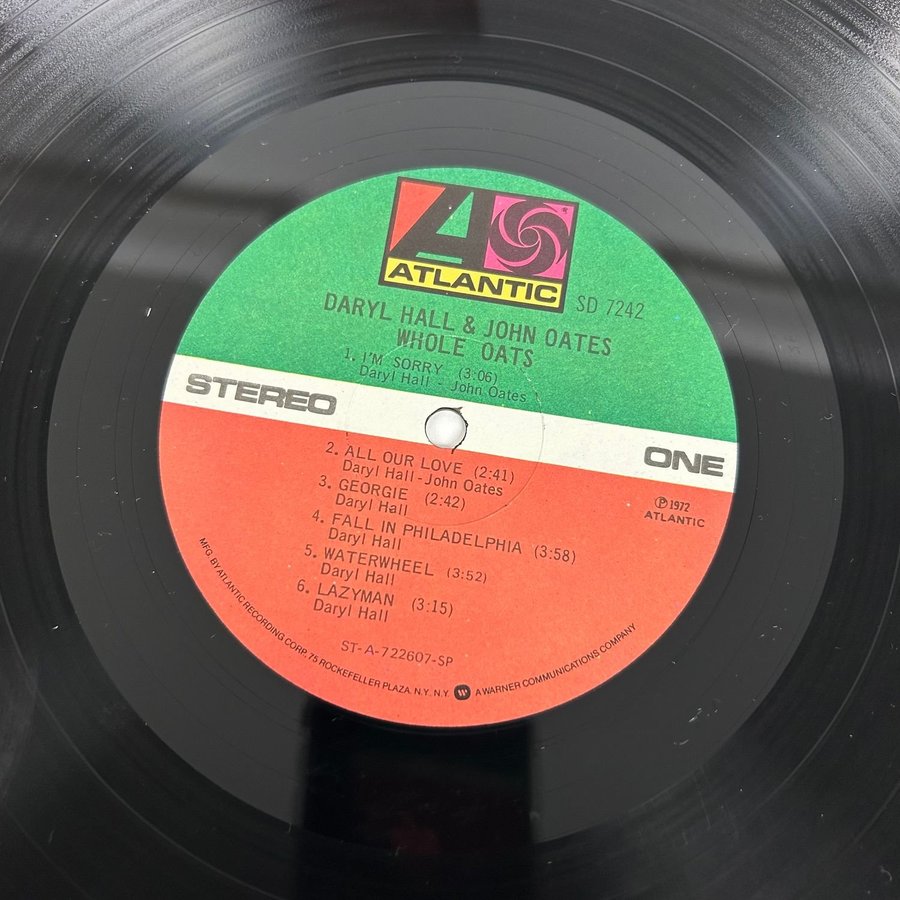 ATLANTIC
SD 7242
DARYL HALL & JOHN OATES
WHOLE OATS
1. I'M SORRY (3:06)
Daryl Hall - John Oates
STEREO
ONE
2. ALL OUR LOVE (2:41)
Daryl Hall - John Oates
3. GEORGIE (2:42)
Daryl Hall
4. FALL IN PHILADELPHIA (3:58)
Daryl Hall
5. WATERWHEEL (3:52)
Daryl Hall
6. LAZYMAN (3:15)
Daryl Hall
℗ 1972
ATLANTIC
ST-A-722607-SP
MFG. BY ATLANTIC RECORDING CORP., 75 ROCKEFELLER PLAZA, N.Y. N.Y. A WARNER COMMUNICATIONS COMPANY